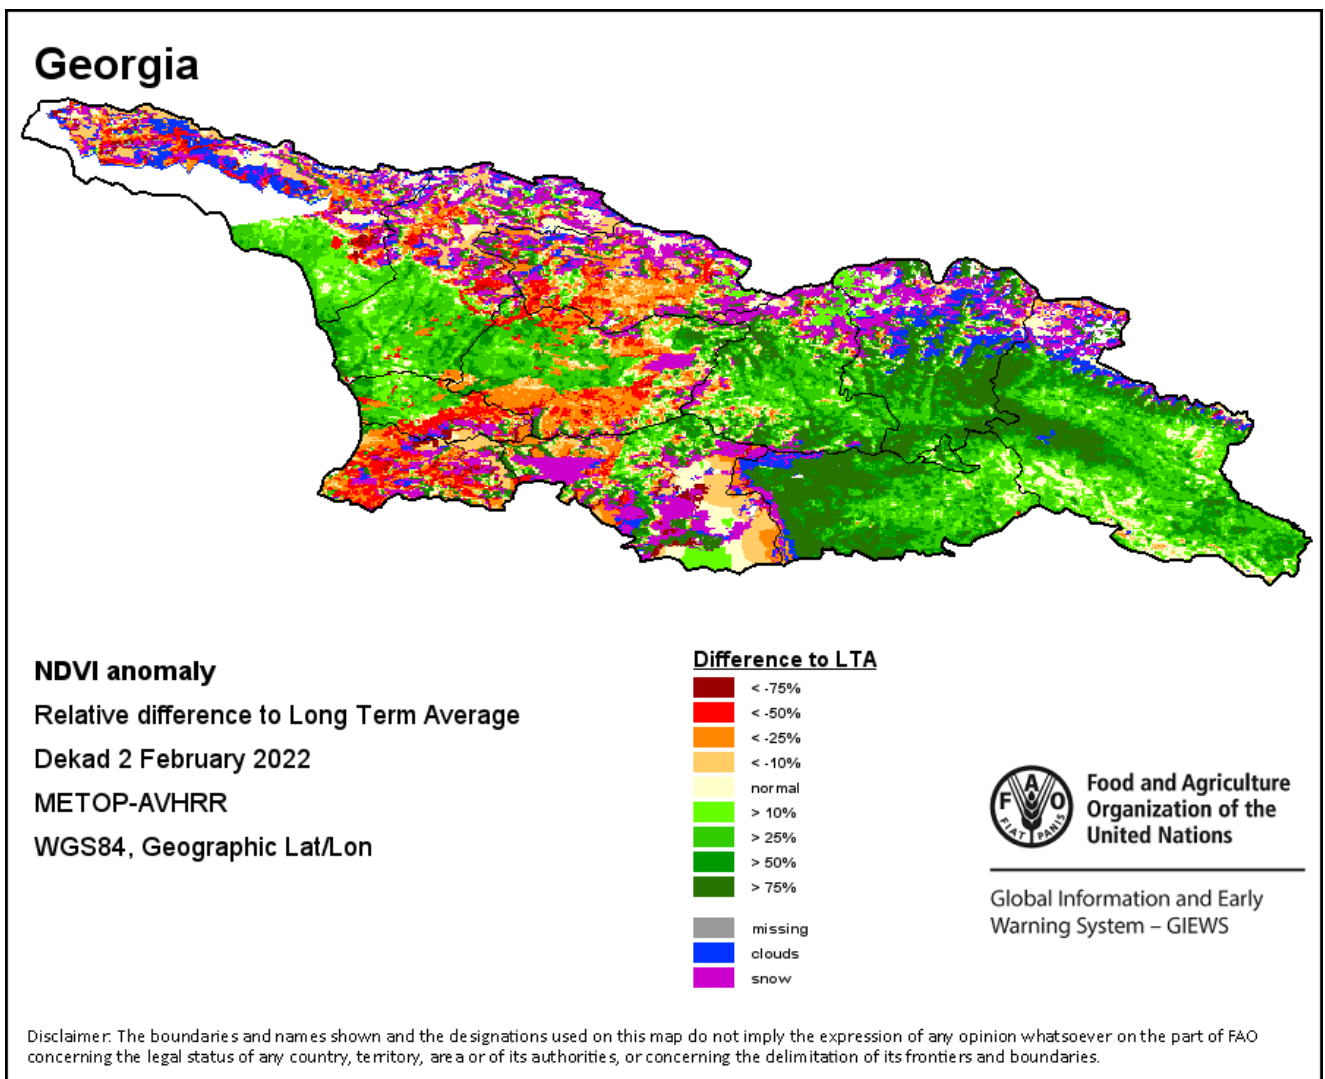 Georgia
NDVI anomaly
Relative difference to Long Term Average
Dekad 2 February 2022
METOP-AVHRR
WGS84, Geographic Lat/Lon
Difference to LTA
< -75%
< -50%
< -25%
< -10%
normal
> 10%
> 25%
> 50%
> 75%
missing
clouds
snow
F A O
FIAT PANIS
Food and Agriculture
Organization of the
United Nations
Global Information and Early
Warning System – GIEWS
Disclaimer: The boundaries and names shown and the designations used on this map do not imply the expression of any opinion whatsoever on the part of FAO
concerning the legal status of any country, territory, area or of its authorities, or concerning the delimitation of its frontiers and boundaries.